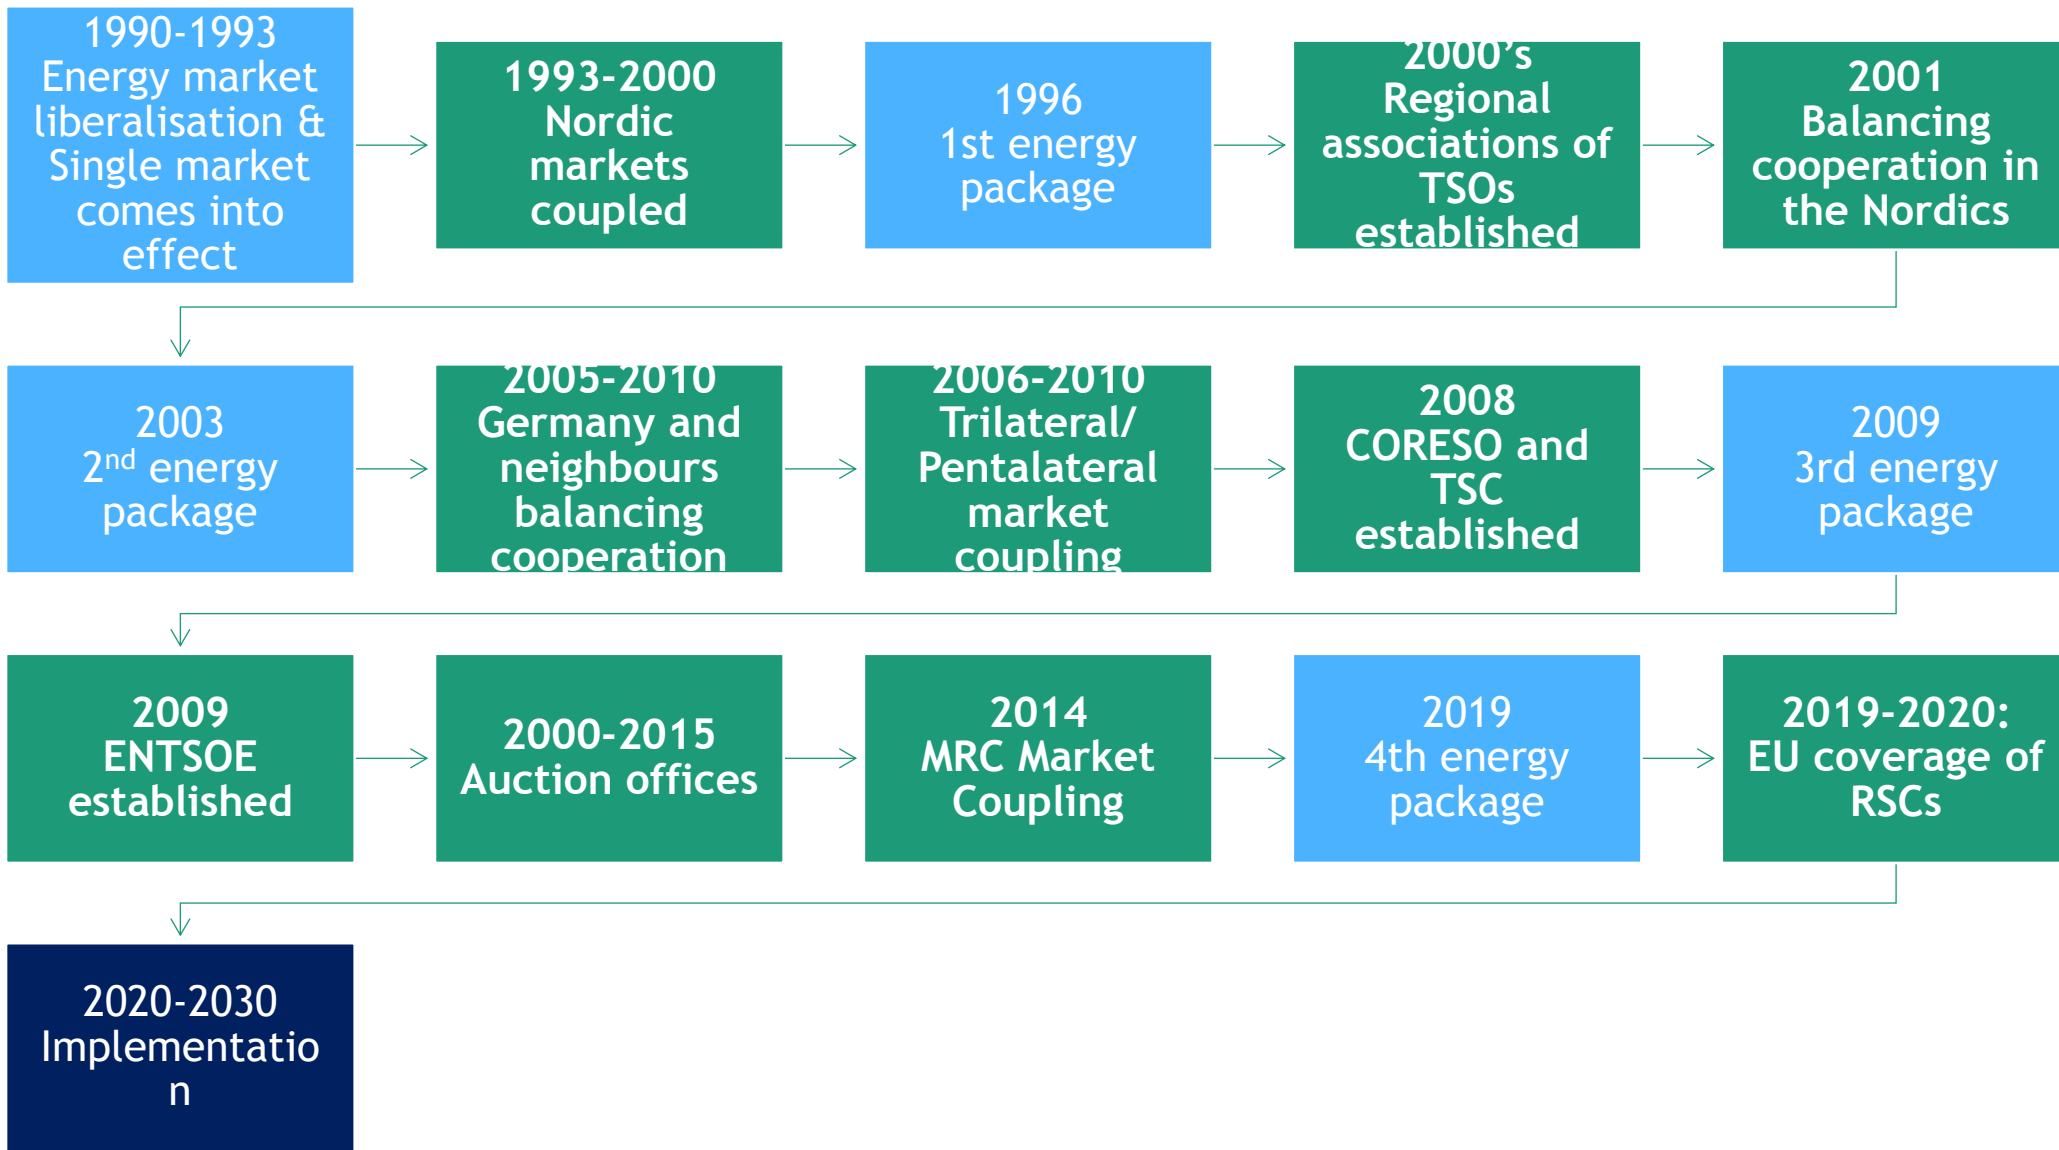 1990-1993
Energy market
liberalisation &
Single market
comes into
effect
1993-2000
Nordic
markets
coupled
1996
1st energy
package
2000's
Regional
associations of
TSOs
established
2001
Balancing
cooperation in
the Nordics
2003
2nd energy
package
2005-2010
Germany and
neighbours
balancing
cooperation
2006-2010
Trilateral/
Pentalateral
market
coupling
2008
CORESO and
TSC
established
2009
3rd energy
package
2009
ENTSOE
established
2000-2015
Auction offices
2014
MRC Market
Coupling
2019
4th energy
package
2019-2020:
EU coverage of
RSCs
2020-2030
Implementatio
n